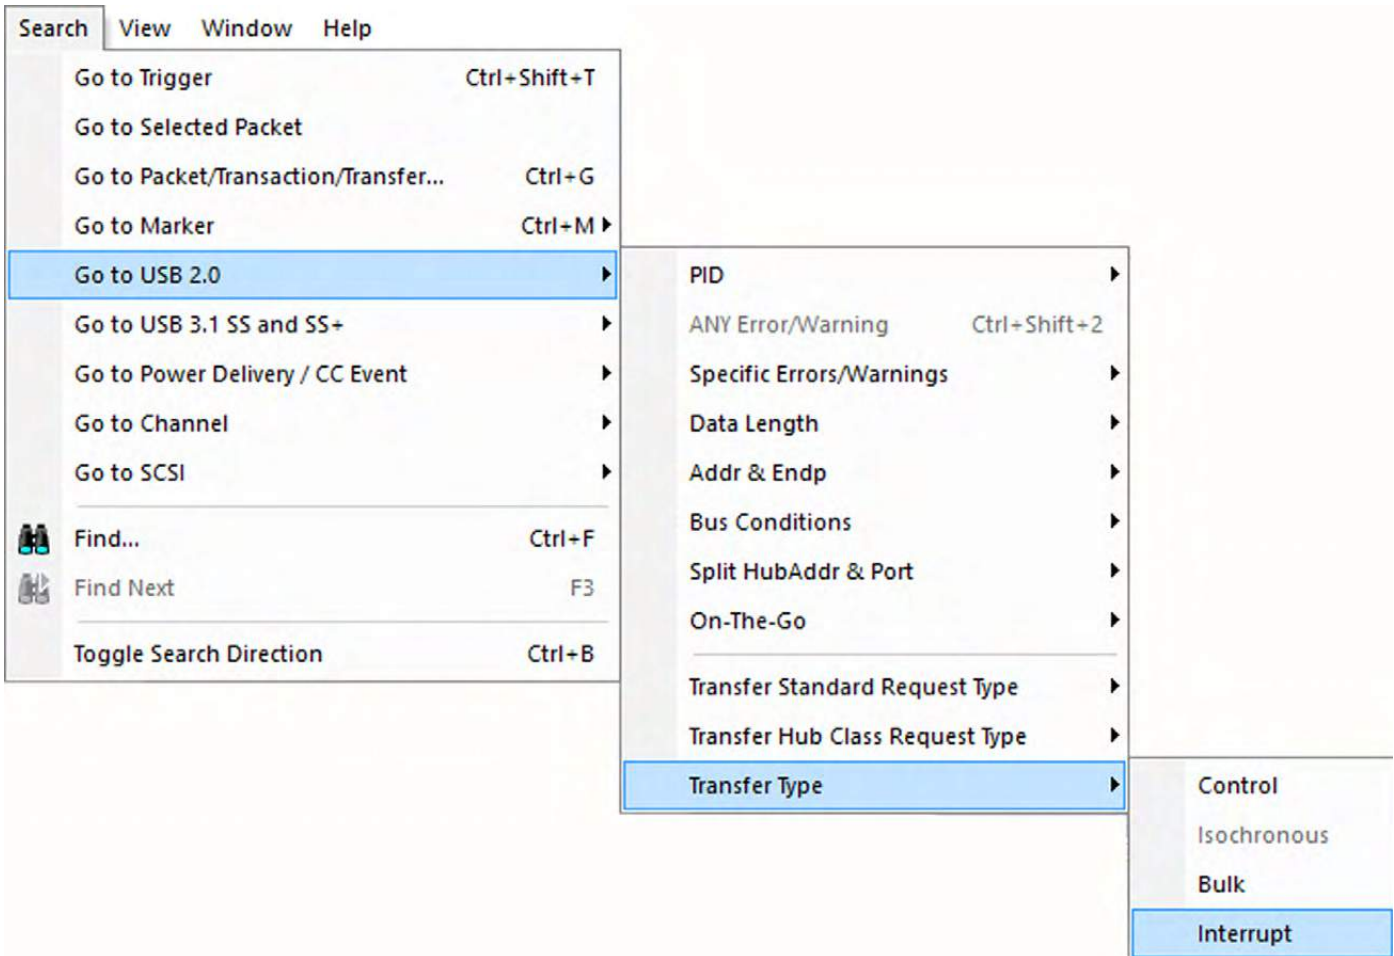 Search View Window Help
Go to Trigger Ctrl+Shift+T
Go to Selected Packet
Go to Packet/Transaction/Transfer... Ctrl+G
Go to Marker Ctrl+M
Go to USB 2.0
Go to USB 3.1 SS and SS+
Go to Power Delivery / CC Event
Go to Channel
Go to SCSI
Find... Ctrl+F
Find Next F3
Toggle Search Direction Ctrl+B
PID
ANY Error/Warning Ctrl+Shift+2
Specific Errors/Warnings
Data Length
Addr & Endp
Bus Conditions
Split HubAddr & Port
On-The-Go
Transfer Standard Request Type
Transfer Hub Class Request Type
Transfer Type
Control
Isochronous
Bulk
Interrupt